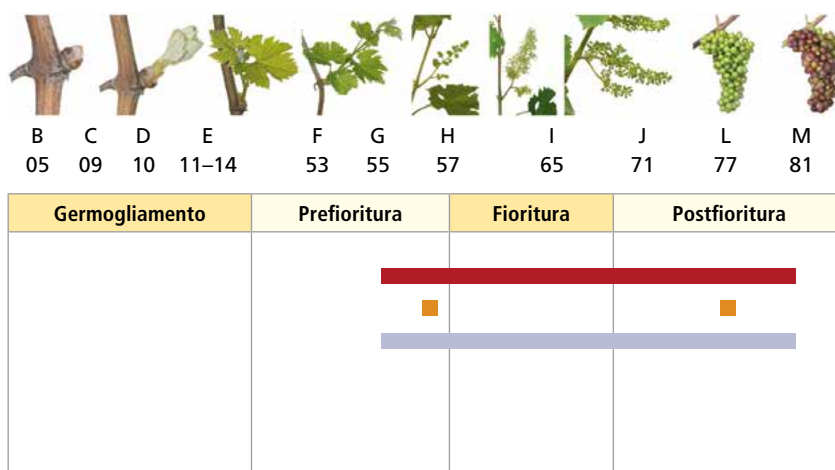 B C D E F G H I J L M
05 09 10 11–14 53 55 57 65 71 77 81
Germogliamento Prefioritura Fioritura Postfioritura